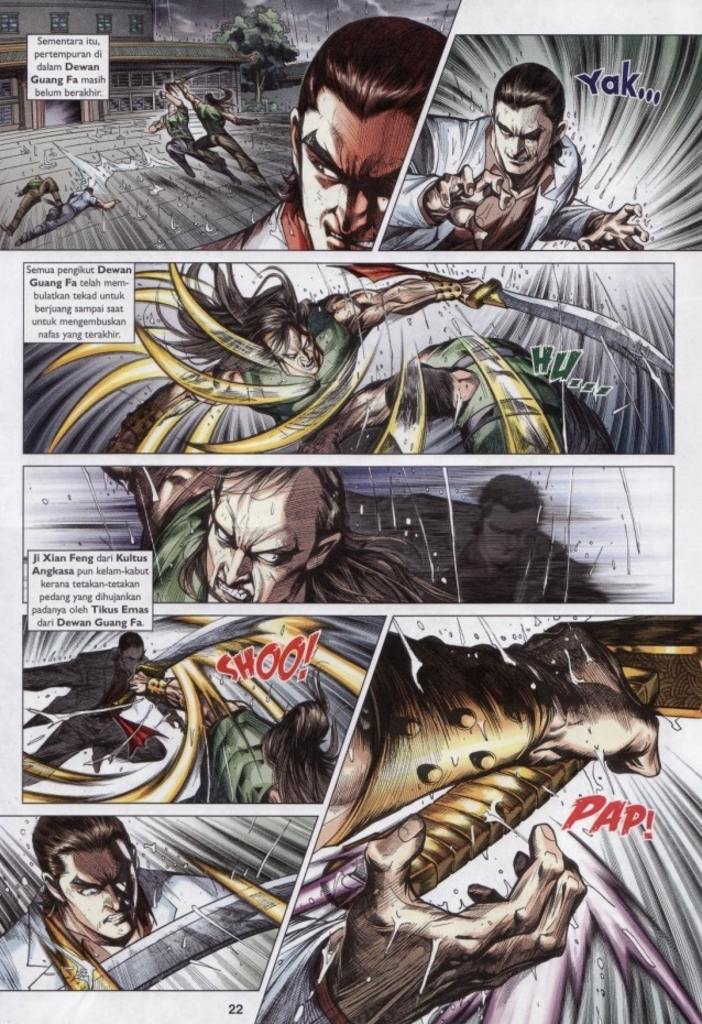 Sementara itu,
pertempuran di
dalam Dewan
Guang Fa masih
belum berakhir.
Yak...
Semua pengikut Dewan
Guang Fa telah mem-
bulatkan tekad untuk
berjuang sampai saat
untuk mengembuskan
nafas yang terakhir.
HU...
Ji Xian Feng dari Kultus
Angkasa pun kelam-kabut
kerana tetakan-tetakan
pedang yang dihujankan
padanya oleh Tikus Emas
dari Dewan Guang Fa.
SHOO!
PAP!
22